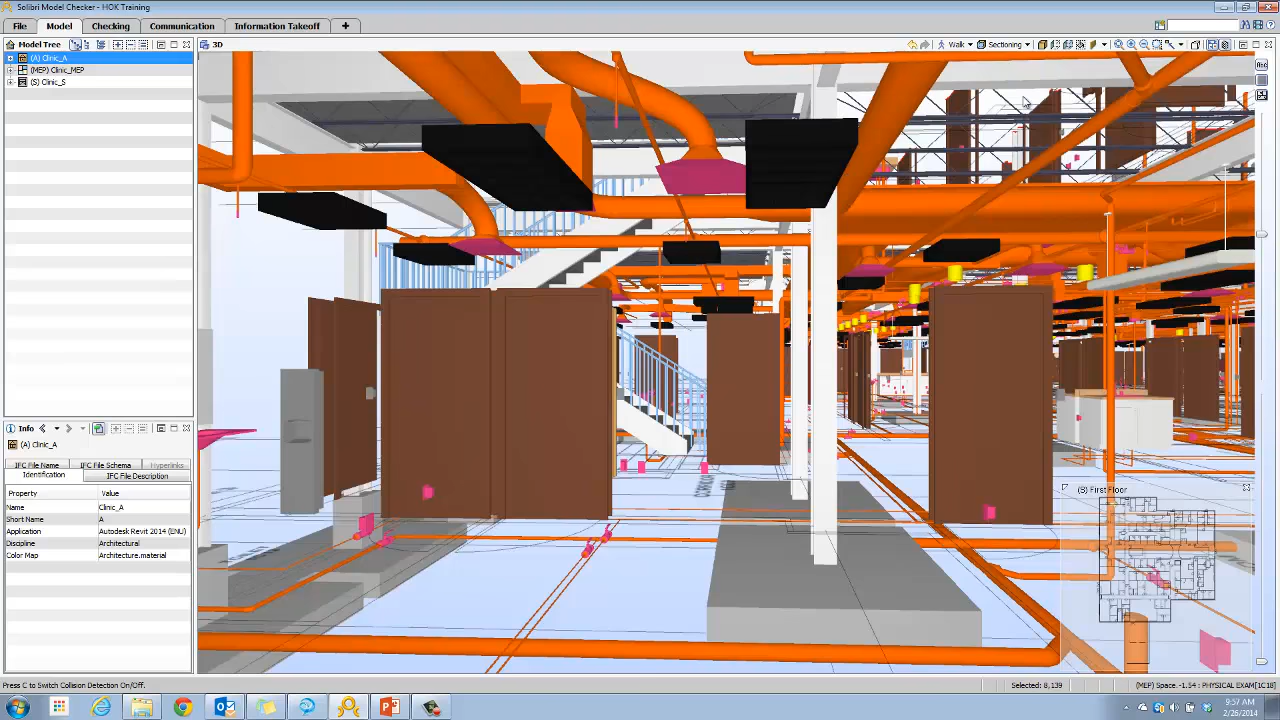 Solibri Model Checker - HOK Training
File
Model
Checking
Communication
Information Takeoff
+
Model Tree
3D
Walk
Sectioning
(A) Clinic_A
(MEP) Clinic_MEP
(S) Clinic_S
Info
(A) Clinic_A
IFC File Name
IFC File Schema
Hyperlinks
Identification
IFC File Description
Property
Value
Name
Clinic_A
Short Name
A
Application
Autodesk Revit 2014 (ENU)
Discipline
Architectural
Color Map
Architecture.material
(S) First Floor
Press C to Switch Collision Detection On/Off.
Selected: 8,139
(MEP) Space. -1.54 : PHYSICAL EXAM[1C18]
9:57 AM
2/26/2014